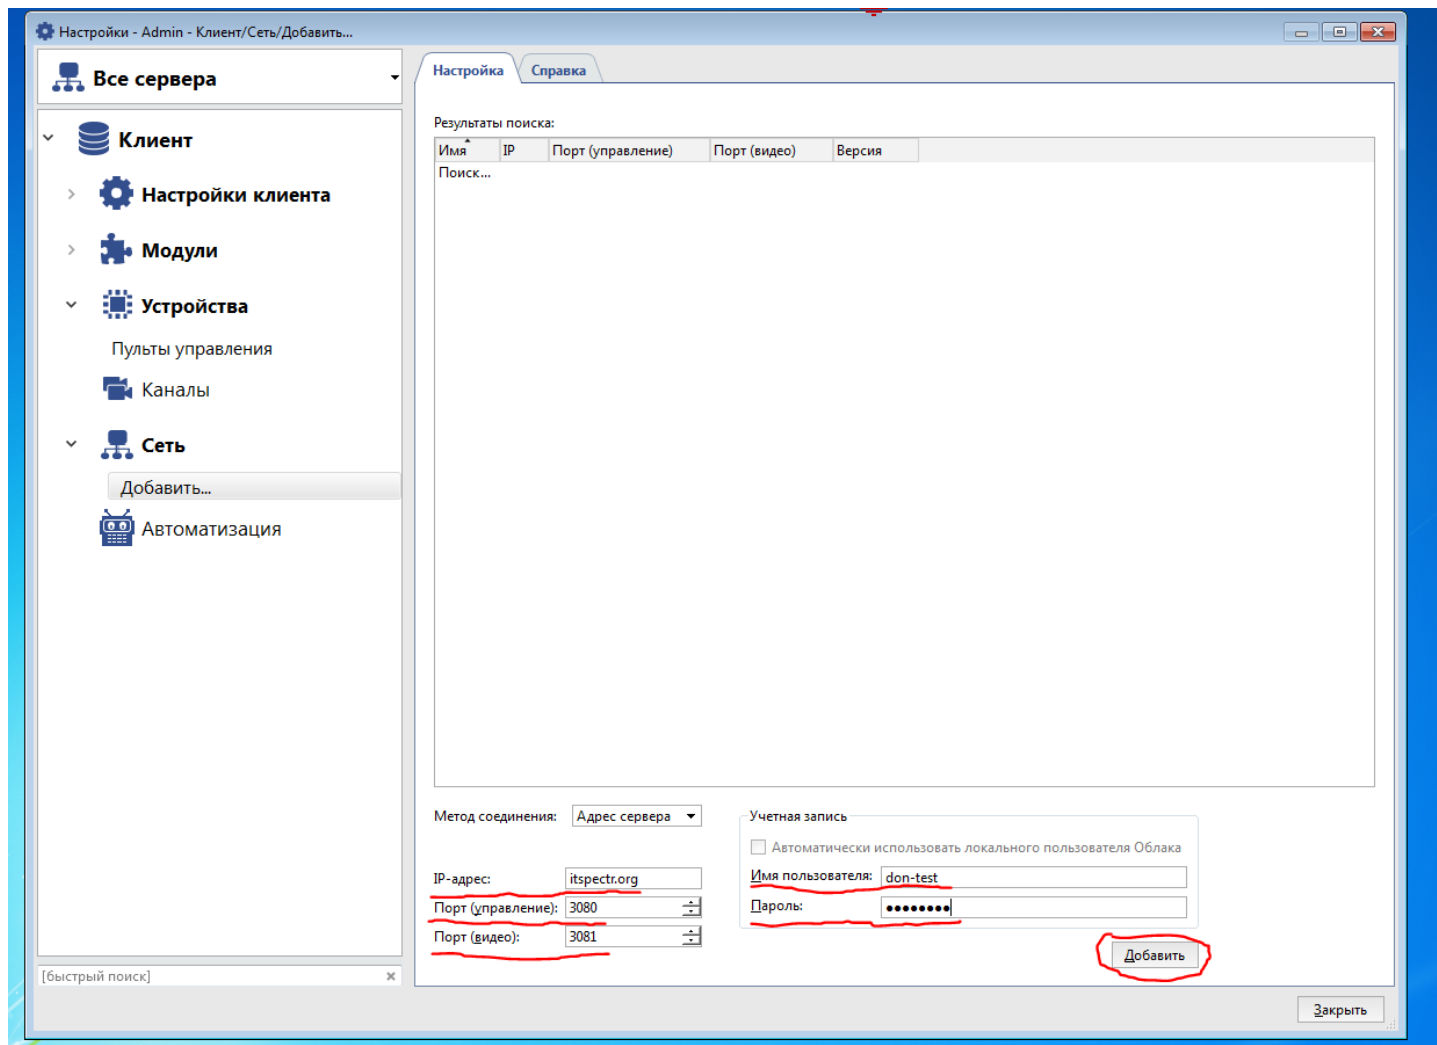 Настройки - Admin - Клиент/Сеть/Добавить...
Все сервера
Клиент
Настройки клиента
Модули
Устройства
Пульты управления
Каналы
Сеть
Добавить...
Автоматизация
[быстрый поиск]
Настройка Справка
Результаты поиска:
Имя IP Порт (управление) Порт (видео) Версия
Поиск...
Метод соединения: Адрес сервера
IP-адрес: itspectr.org
Порт (управление): 3080
Порт (видео): 3081
Учетная запись
Автоматически использовать локального пользователя Облака
Имя пользователя: don-test
Пароль: ●●●●●●●●
Добавить
Закрыть